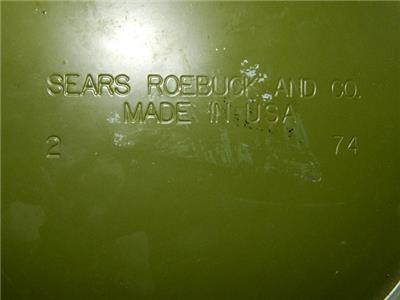 SEARS ROEBUCK AND CO.
MADE IN USA
2 74